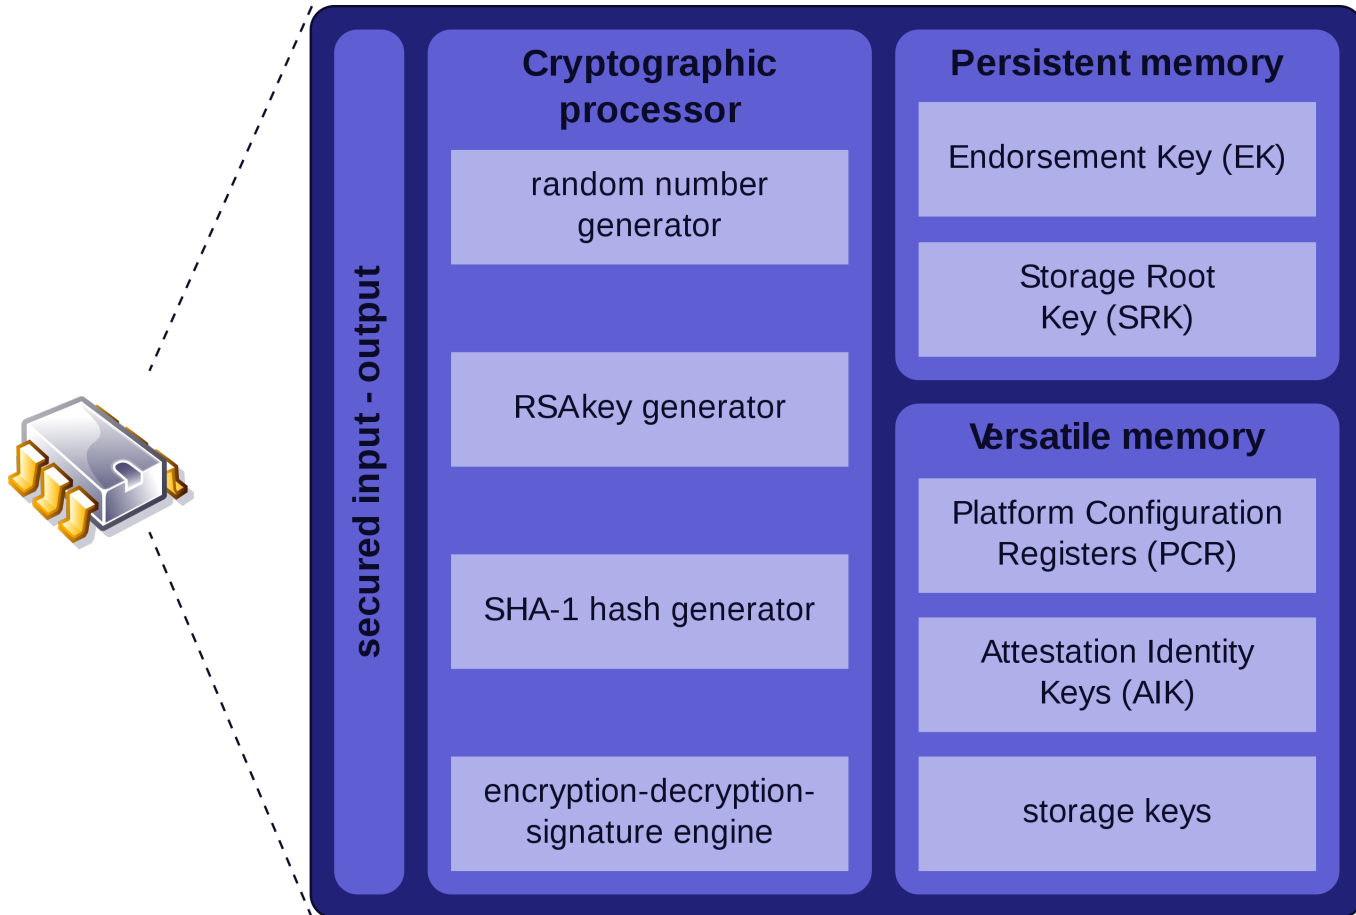 secured input - output
Cryptographic
processor
random number
generator
RSA key generator
SHA-1 hash generator
encryption-decryption-
signature engine
Persistent memory
Endorsement Key (EK)
Storage Root
Key (SRK)
Versatile memory
Platform Configuration
Registers (PCR)
Attestation Identity
Keys (AIK)
storage keys